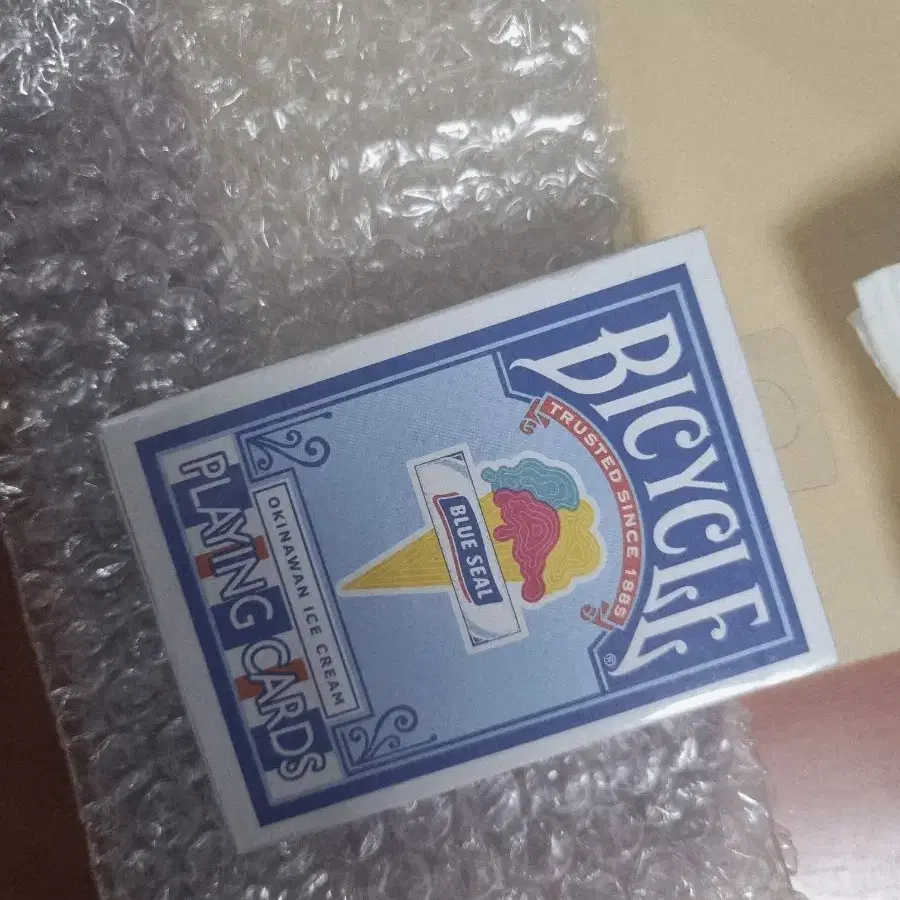 BICYCLE®
TRUSTED SINCE 1885
BLUE SEAL
OKINAWAN ICE CREAM
PLAYING CARDS